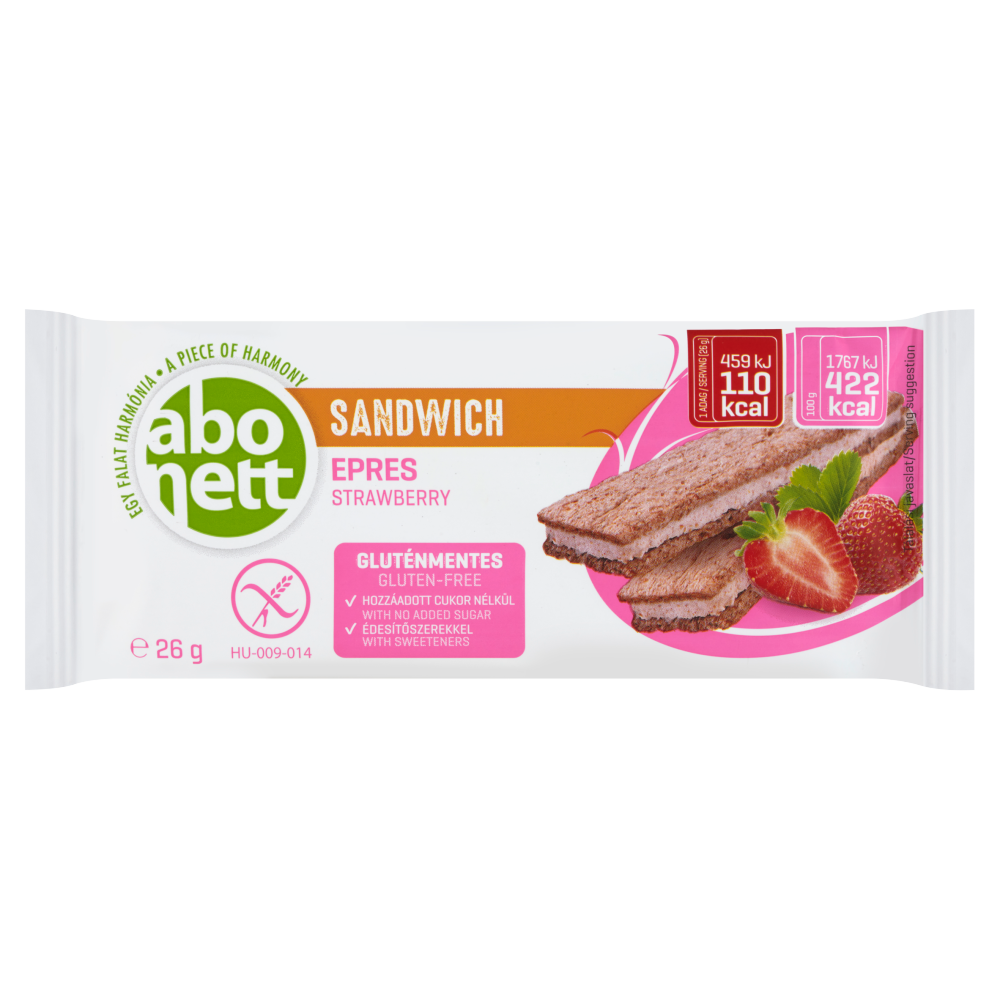 EGY FALAT HARMÓNIA • A PIECE OF HARMONY
abo
nett
SANDWICH
EPRES
STRAWBERRY
GLUTÉNMENTES
GLUTEN-FREE
✓ HOZZÁADOTT CUKOR NÉLKÜL
WITH NO ADDED SUGAR
✓ ÉDESÍTŐSZEREKKEL
WITH SWEETENERS
℮ 26 g
HU-009-014
1 ADAG / SERVING (26 g)
459 kJ
110
kcal
100 g
1767 kJ
422
kcal
suggestion